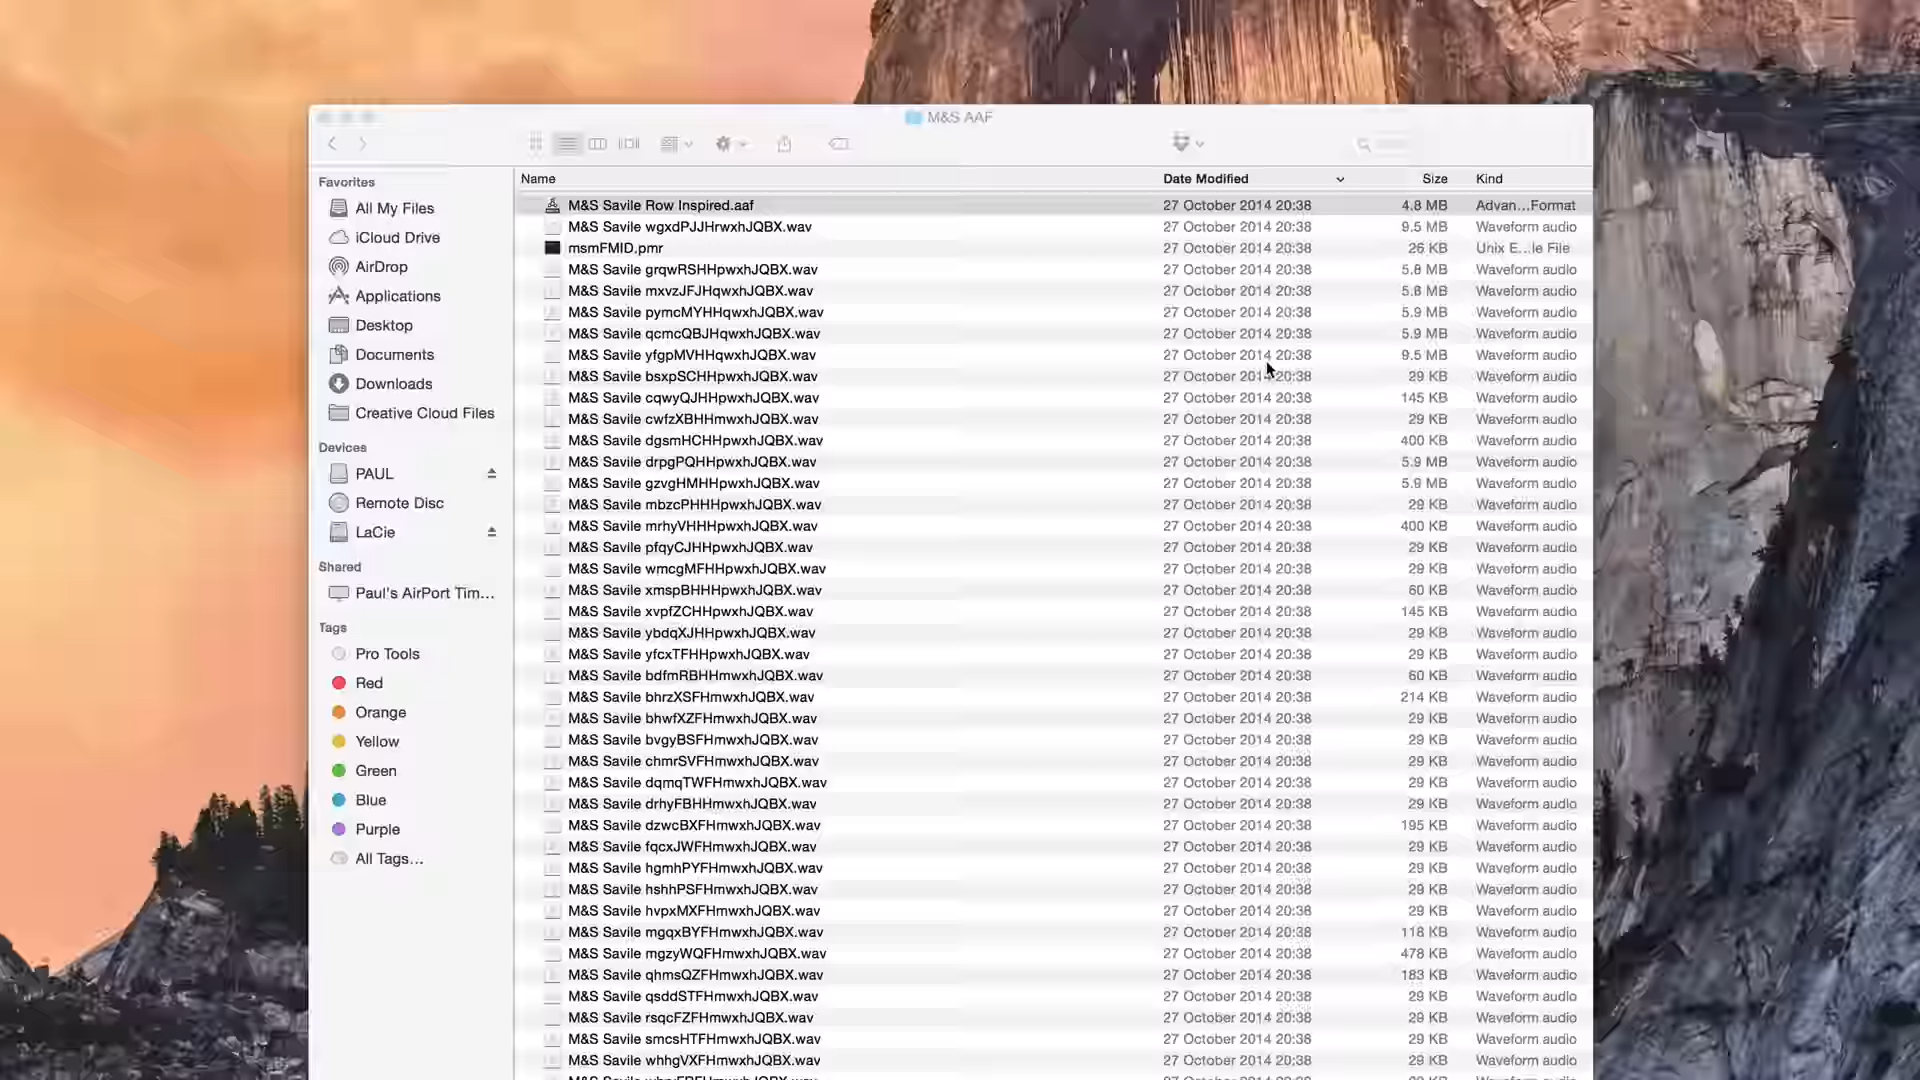 M&S AAF
Favorites
All My Files
iCloud Drive
AirDrop
Applications
Desktop
Documents
Downloads
Creative Cloud Files
Devices
PAUL
Remote Disc
LaCie
Shared
Paul's AirPort Tim...
Tags
Pro Tools
Red
Orange
Yellow
Green
Blue
Purple
All Tags...
Name Date Modified Size Kind
M&S Savile Row Inspired.aaf 27 October 2014 20:38 4.8 MB Advan...Format
M&S Savile wgxdPJJHrwxhJQBX.wav 27 October 2014 20:38 9.5 MB Waveform audio
msmFMID.pmr 27 October 2014 20:38 26 KB Unix E...le File
M&S Savile grqwRSHHpwxhJQBX.wav 27 October 2014 20:38 5.8 MB Waveform audio
M&S Savile mxvzJFJHqwxhJQBX.wav 27 October 2014 20:38 5.8 MB Waveform audio
M&S Savile pymcMYHHqwxhJQBX.wav 27 October 2014 20:38 5.9 MB Waveform audio
M&S Savile qcmcQBJHqwxhJQBX.wav 27 October 2014 20:38 5.9 MB Waveform audio
M&S Savile yfgpMVHHqwxhJQBX.wav 27 October 2014 20:38 9.5 MB Waveform audio
M&S Savile bsxpSCHHpwxhJQBX.wav 27 October 2014 20:38 29 KB Waveform audio
M&S Savile cqwyQJHHpwxhJQBX.wav 27 October 2014 20:38 145 KB Waveform audio
M&S Savile cwfzXBHHmwxhJQBX.wav 27 October 2014 20:38 29 KB Waveform audio
M&S Savile dgsmHCHHpwxhJQBX.wav 27 October 2014 20:38 400 KB Waveform audio
M&S Savile drpgPQHHpwxhJQBX.wav 27 October 2014 20:38 5.9 MB Waveform audio
M&S Savile gzvgHMHHpwxhJQBX.wav 27 October 2014 20:38 5.9 MB Waveform audio
M&S Savile mbzcPHHHpwxhJQBX.wav 27 October 2014 20:38 29 KB Waveform audio
M&S Savile mrhyVHHHpwxhJQBX.wav 27 October 2014 20:38 400 KB Waveform audio
M&S Savile pfqyCJHHpwxhJQBX.wav 27 October 2014 20:38 29 KB Waveform audio
M&S Savile wmcgMFHHpwxhJQBX.wav 27 October 2014 20:38 29 KB Waveform audio
M&S Savile xmspBHHHpwxhJQBX.wav 27 October 2014 20:38 60 KB Waveform audio
M&S Savile xvpfZCHHpwxhJQBX.wav 27 October 2014 20:38 145 KB Waveform audio
M&S Savile ybdqXJHHpwxhJQBX.wav 27 October 2014 20:38 29 KB Waveform audio
M&S Savile yfcxTFHHpwxhJQBX.wav 27 October 2014 20:38 29 KB Waveform audio
M&S Savile bdfmRBHHmwxhJQBX.wav 27 October 2014 20:38 60 KB Waveform audio
M&S Savile bhrzXSFHmwxhJQBX.wav 27 October 2014 20:38 214 KB Waveform audio
M&S Savile bhwfXZFHmwxhJQBX.wav 27 October 2014 20:38 29 KB Waveform audio
M&S Savile bvgyBSFHmwxhJQBX.wav 27 October 2014 20:38 29 KB Waveform audio
M&S Savile chmrSVFHmwxhJQBX.wav 27 October 2014 20:38 29 KB Waveform audio
M&S Savile dqmqTWFHmwxhJQBX.wav 27 October 2014 20:38 29 KB Waveform audio
M&S Savile drhyFBHHmwxhJQBX.wav 27 October 2014 20:38 29 KB Waveform audio
M&S Savile dzwcBXFHmwxhJQBX.wav 27 October 2014 20:38 195 KB Waveform audio
M&S Savile fqcxJWFHmwxhJQBX.wav 27 October 2014 20:38 29 KB Waveform audio
M&S Savile hgmhPYFHmwxhJQBX.wav 27 October 2014 20:38 29 KB Waveform audio
M&S Savile hshhPSFHmwxhJQBX.wav 27 October 2014 20:38 29 KB Waveform audio
M&S Savile hvpxMXFHmwxhJQBX.wav 27 October 2014 20:38 29 KB Waveform audio
M&S Savile mgqxBYFHmwxhJQBX.wav 27 October 2014 20:38 118 KB Waveform audio
M&S Savile mgzyWQFHmwxhJQBX.wav 27 October 2014 20:38 478 KB Waveform audio
M&S Savile qhmsQZFHmwxhJQBX.wav 27 October 2014 20:38 183 KB Waveform audio
M&S Savile qsddSTFHmwxhJQBX.wav 27 October 2014 20:38 29 KB Waveform audio
M&S Savile rsqcFZFHmwxhJQBX.wav 27 October 2014 20:38 29 KB Waveform audio
M&S Savile smcsHTFHmwxhJQBX.wav 27 October 2014 20:38 29 KB Waveform audio
M&S Savile whhgVXFHmwxhJQBX.wav 27 October 2014 20:38 29 KB Waveform audio